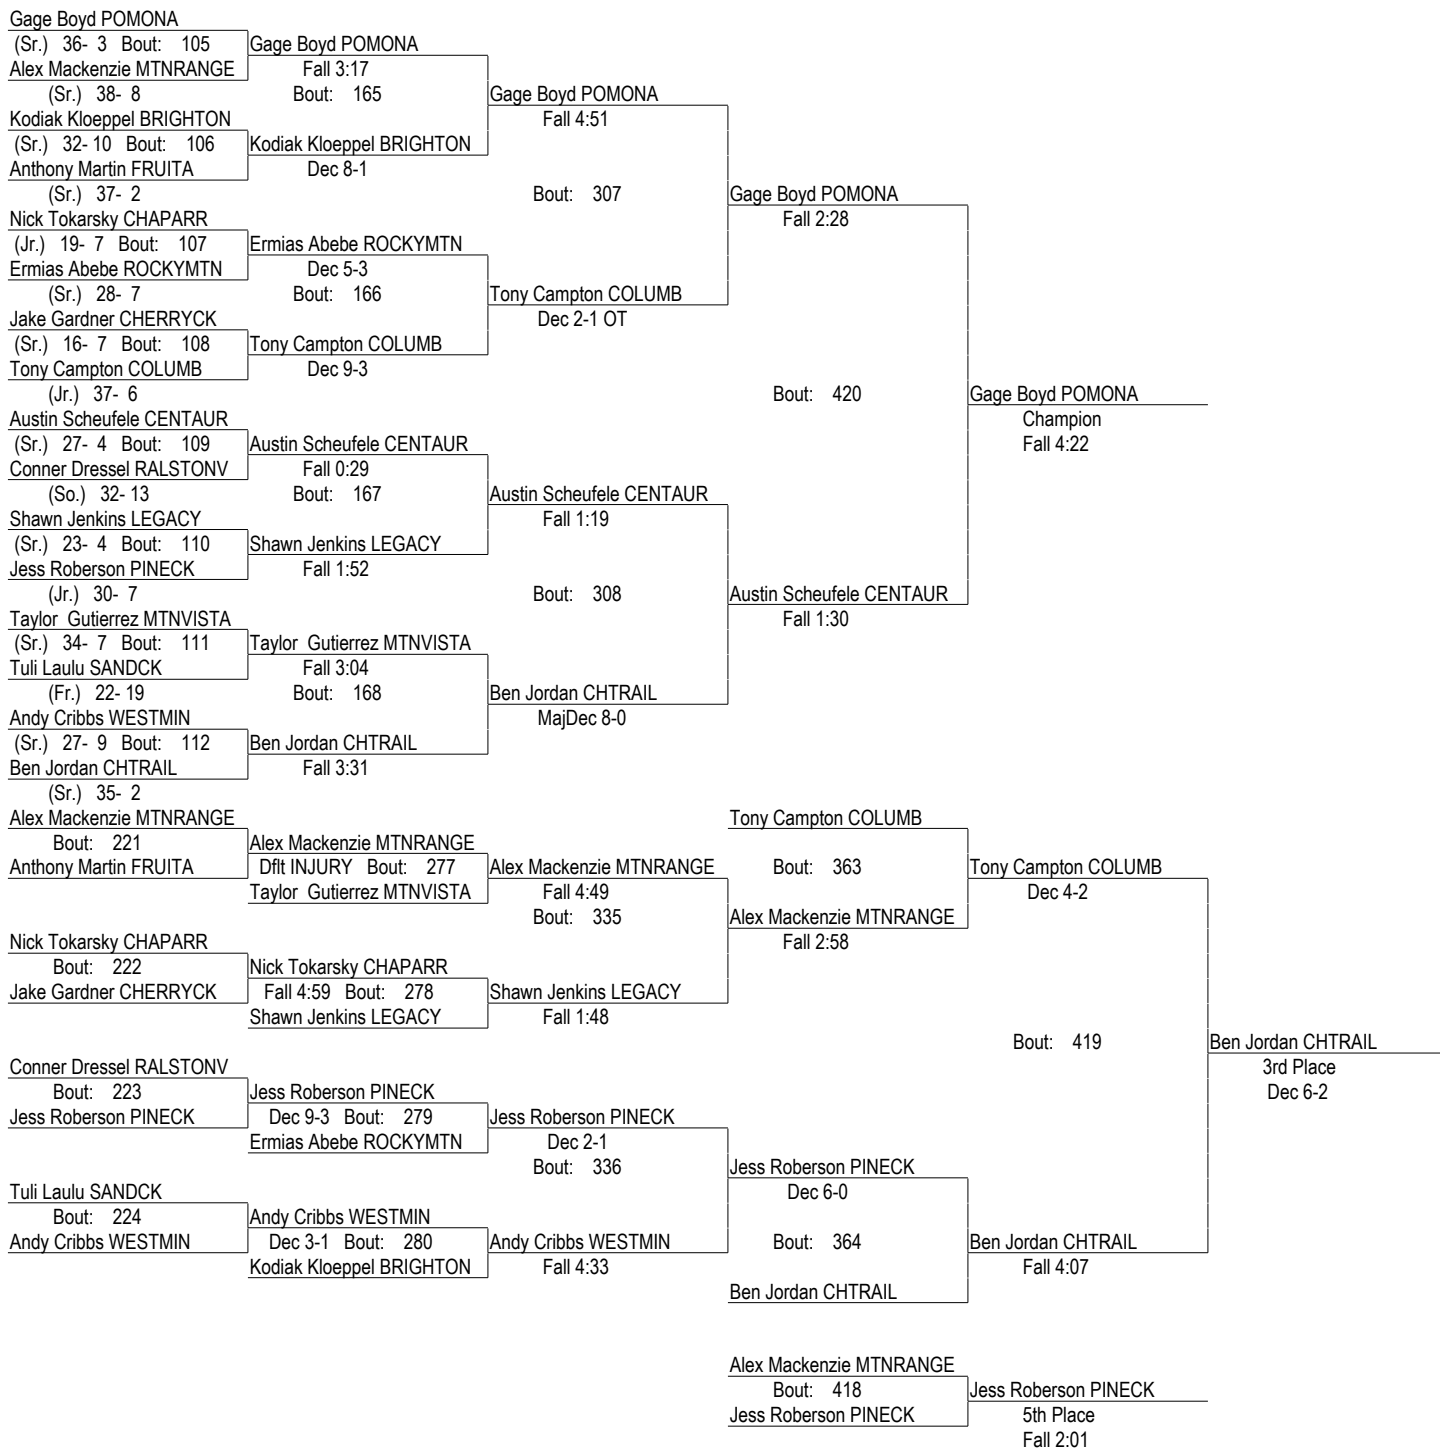 Gage Boyd POMONA
(Sr.) 36- 3 Bout: 105 Gage Boyd POMONA
Alex Mackenzie MTNRANGE Fall 3:17
(Sr.) 38- 8 Bout: 165 Gage Boyd POMONA
Kodiak Kloeppel BRIGHTON Fall 4:51
(Sr.) 32- 10 Bout: 106 Kodiak Kloeppel BRIGHTON
Anthony Martin FRUITA Dec 8-1
(Sr.) 37- 2 Bout: 307 Gage Boyd POMONA
Nick Tokarsky CHAPARR Fall 2:28
(Jr.) 19- 7 Bout: 107 Ermias Abebe ROCKYMTN
Ermias Abebe ROCKYMTN Dec 5-3
(Sr.) 28- 7 Bout: 166 Tony Campton COLUMB
Jake Gardner CHERRYCK Dec 2-1 OT
(Sr.) 16- 7 Bout: 108 Tony Campton COLUMB
Tony Campton COLUMB Dec 9-3
(Jr.) 37- 6 Bout: 420 Gage Boyd POMONA
Austin Scheufele CENTAUR Champion
(Sr.) 27- 4 Bout: 109 Austin Scheufele CENTAUR Fall 4:22
Conner Dressel RALSTONV Fall 0:29
(So.) 32- 13 Bout: 167 Austin Scheufele CENTAUR
Shawn Jenkins LEGACY Fall 1:19
(Sr.) 23- 4 Bout: 110 Shawn Jenkins LEGACY
Jess Roberson PINECK Fall 1:52
(Jr.) 30- 7 Bout: 308 Austin Scheufele CENTAUR
Taylor Gutierrez MTNVISTA Fall 1:30
(Sr.) 34- 7 Bout: 111 Taylor Gutierrez MTNVISTA
Tuli Laulu SANDCK Fall 3:04
(Fr.) 22- 19 Bout: 168 Ben Jordan CHTRAIL
Andy Cribbs WESTMIN MajDec 8-0
(Sr.) 27- 9 Bout: 112 Ben Jordan CHTRAIL
Ben Jordan CHTRAIL Fall 3:31
(Sr.) 35- 2
Alex Mackenzie MTNRANGE Tony Campton COLUMB
Bout: 221 Alex Mackenzie MTNRANGE
Anthony Martin FRUITA Dflt INJURY Bout: 277 Alex Mackenzie MTNRANGE Bout: 363 Tony Campton COLUMB
Taylor Gutierrez MTNVISTA Fall 4:49 Dec 4-2
Bout: 335 Alex Mackenzie MTNRANGE
Nick Tokarsky CHAPARR Fall 2:58
Bout: 222 Nick Tokarsky CHAPARR
Jake Gardner CHERRYCK Fall 4:59 Bout: 278 Shawn Jenkins LEGACY
Shawn Jenkins LEGACY Fall 1:48
Bout: 419 Ben Jordan CHTRAIL
Conner Dressel RALSTONV 3rd Place
Bout: 223 Jess Roberson PINECK Dec 6-2
Jess Roberson PINECK Dec 9-3 Bout: 279 Jess Roberson PINECK
Ermias Abebe ROCKYMTN Dec 2-1
Bout: 336 Jess Roberson PINECK
Tuli Laulu SANDCK Dec 6-0
Bout: 224 Andy Cribbs WESTMIN
Andy Cribbs WESTMIN Dec 3-1 Bout: 280 Andy Cribbs WESTMIN Bout: 364 Ben Jordan CHTRAIL
Kodiak Kloeppel BRIGHTON Fall 4:33 Fall 4:07
Ben Jordan CHTRAIL
Alex Mackenzie MTNRANGE
Bout: 418 Jess Roberson PINECK
Jess Roberson PINECK 5th Place
Fall 2:01